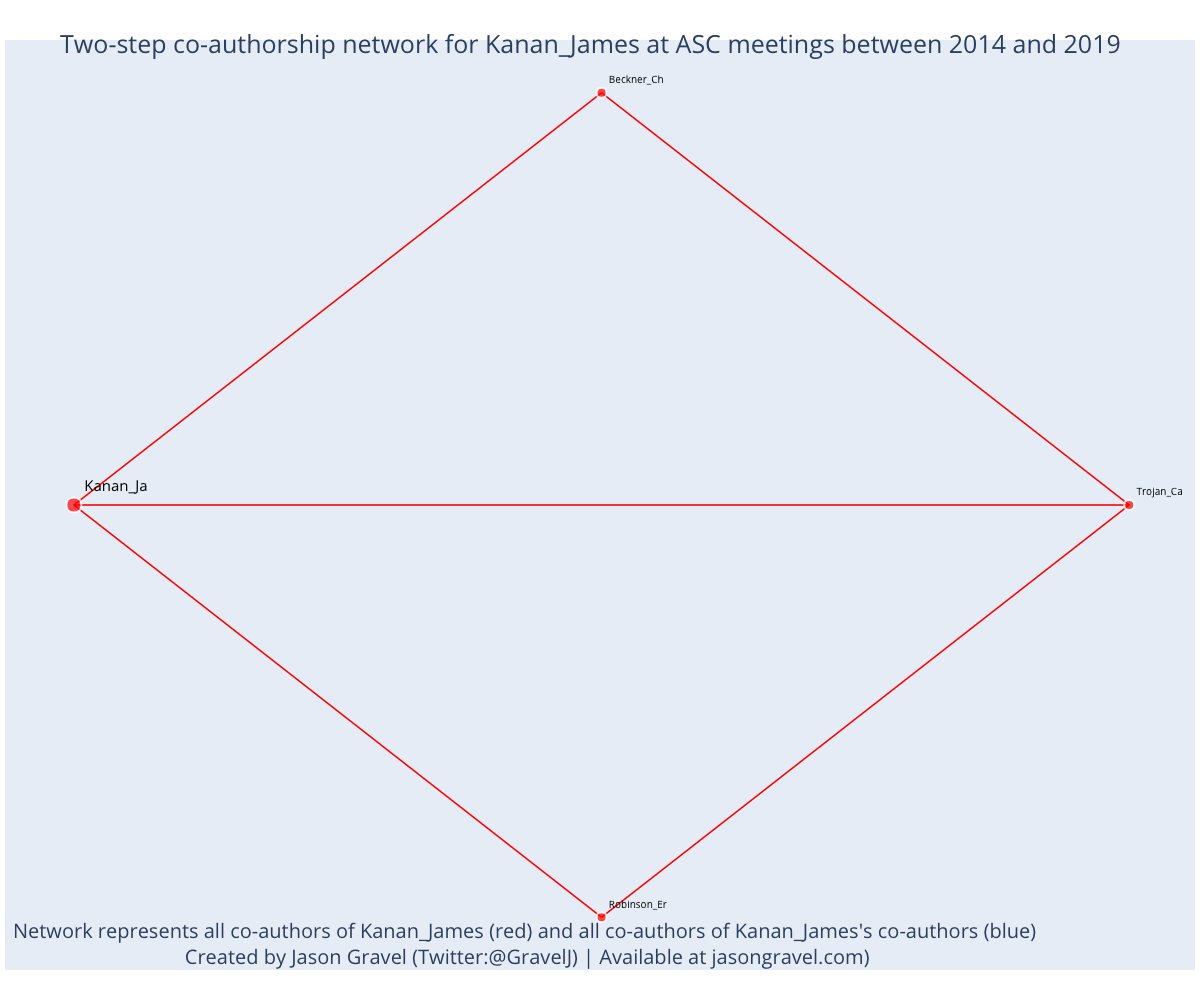 Two-step co-authorship network for Kanan_James at ASC meetings between 2014 and 2019
Beckner_Ch
Kanan_Ja
Trojan_Ca
Robinson_Er
Network represents all co-authors of Kanan_James (red) and all co-authors of Kanan_James's co-authors (blue)
Created by Jason Gravel (Twitter:@GravelJ) | Available at jasongravel.com)